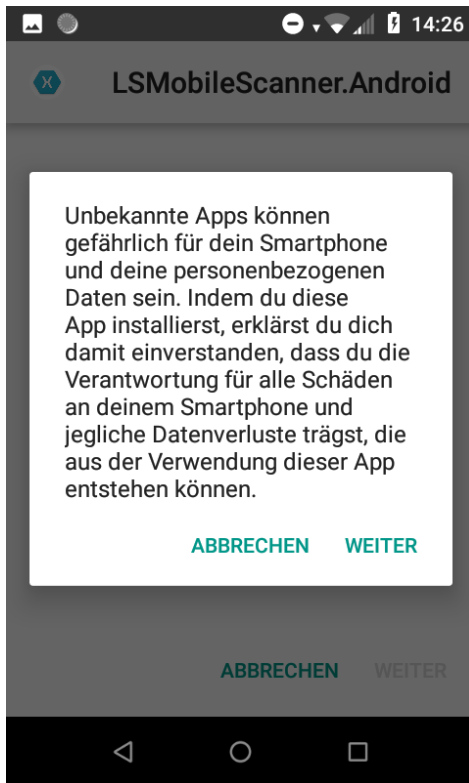 14:26
LSMobileScanner.Android
Unbekannte Apps können
gefährlich für dein Smartphone
und deine personenbezogenen
Daten sein. Indem du diese
App installierst, erklärst du dich
damit einverstanden, dass du die
Verantwortung für alle Schäden
an deinem Smartphone und
jegliche Datenverluste trägst, die
aus der Verwendung dieser App
entstehen können.
ABBRECHEN WEITER
ABBRECHEN WEITER